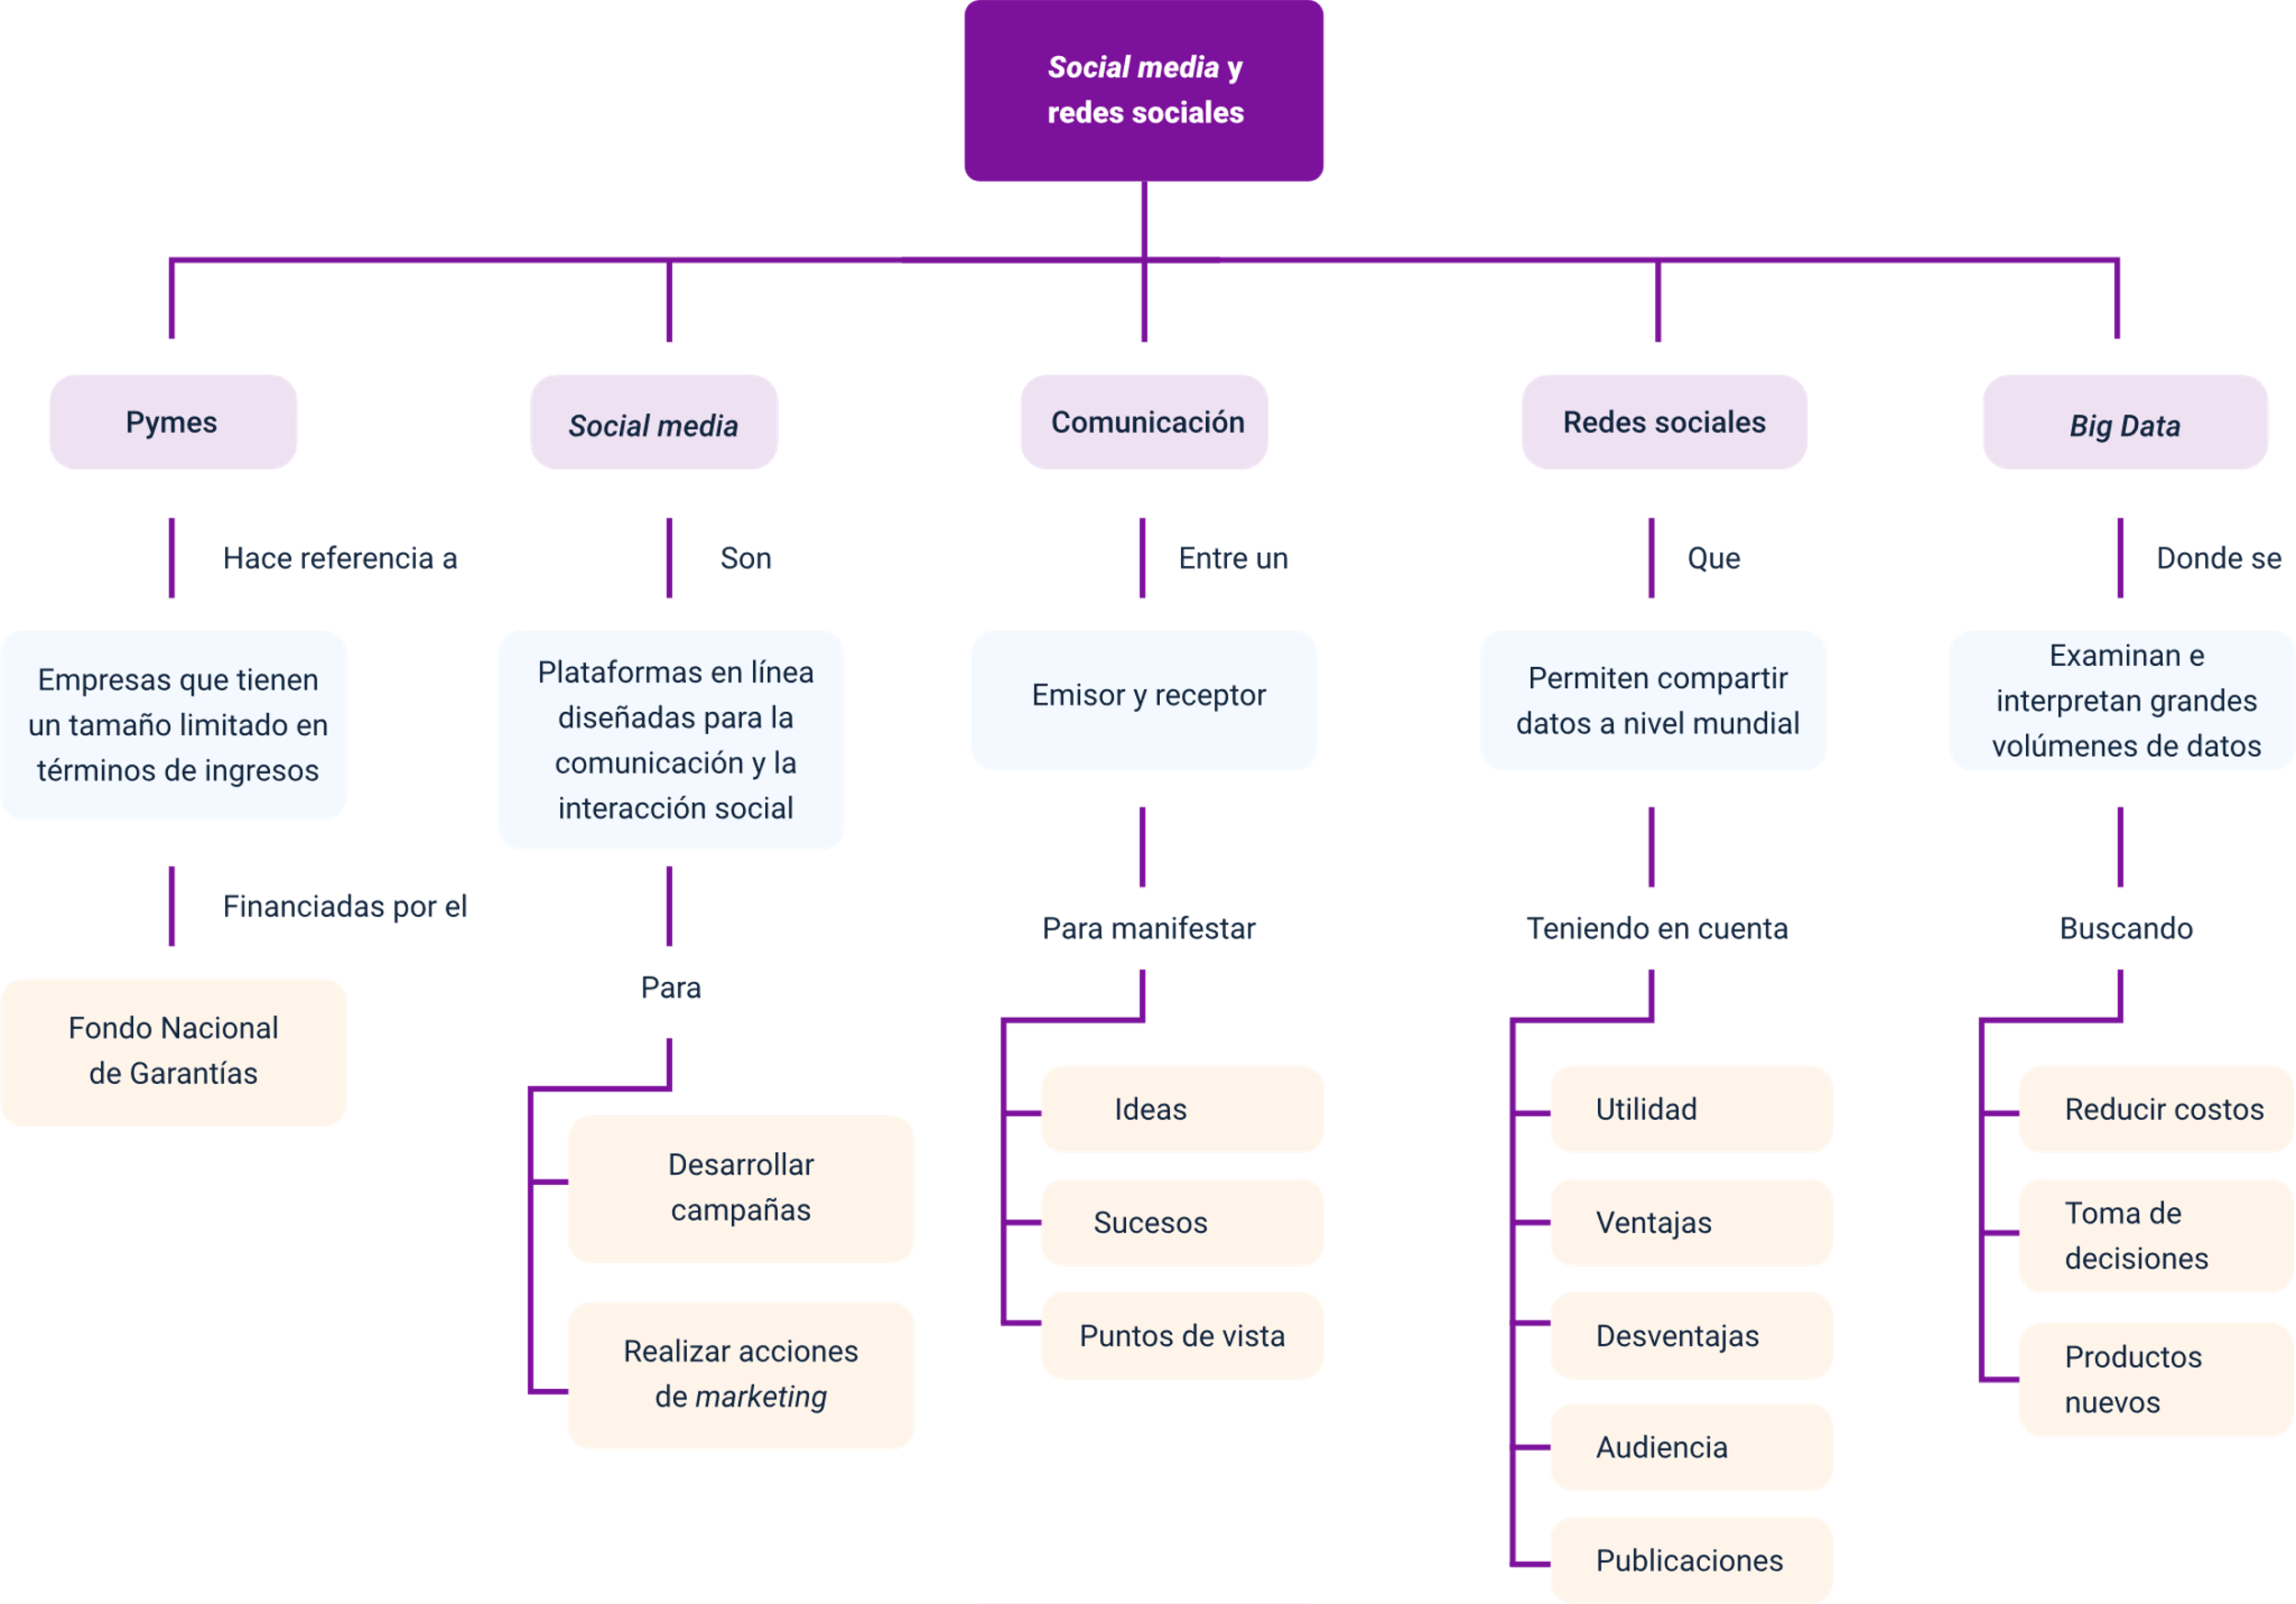 Social media y
redes sociales
Pymes
Hace referencia a
Empresas que tienen
un tamaño limitado en
términos de ingresos
Financiadas por el
Fondo Nacional
de Garantías
Social media
Son
Plataformas en línea
diseñadas para la
comunicación y la
interacción social
Para
Desarrollar
campañas
Realizar acciones
de marketing
Comunicación
Entre un
Emisor y receptor
Para manifestar
Ideas
Sucesos
Puntos de vista
Redes sociales
Que
Permiten compartir
datos a nivel mundial
Teniendo en cuenta
Utilidad
Ventajas
Desventajas
Audiencia
Publicaciones
Big Data
Donde se
Examinan e
interpretan grandes
volúmenes de datos
Buscando
Reducir costos
Toma de
decisiones
Productos
nuevos